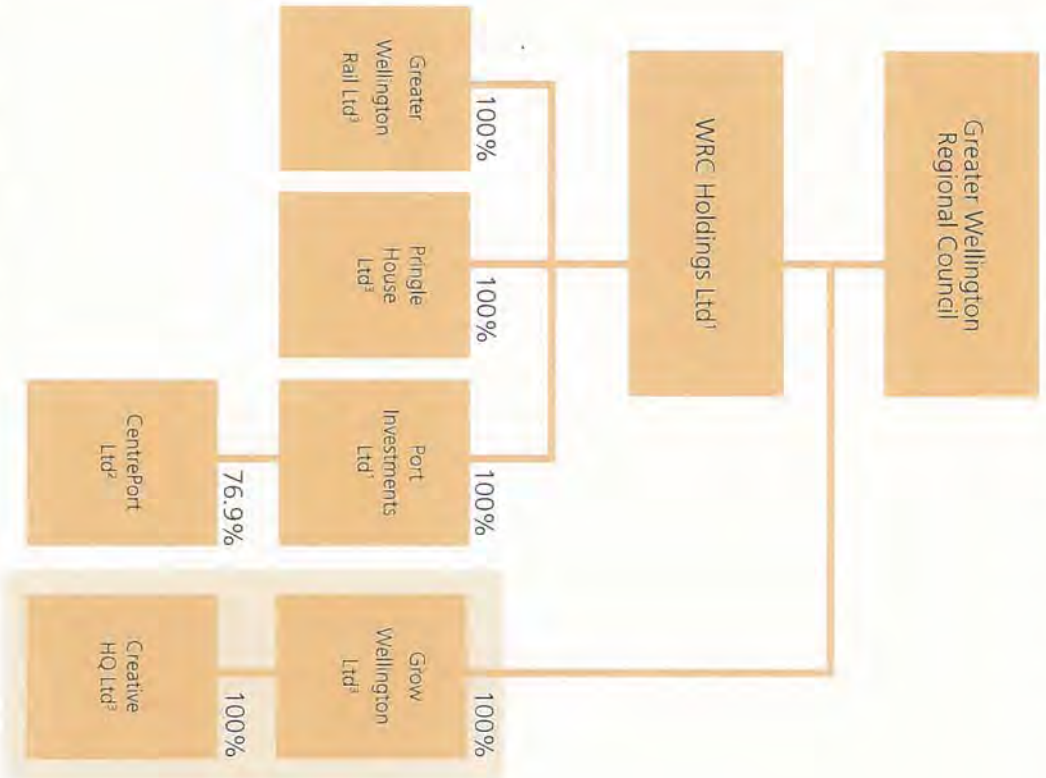 Greater Wellington
Regional Council
WRC Holdings Ltd¹
100%
100%
100%
100%
Greater
Wellington
Rail Ltd³
Pringle
House
Ltd³
Port
Investments
Ltd¹
Grow
Wellington
Ltd³
76.9%
100%
CentrePort
Ltd²
Creative
HQ Ltd³